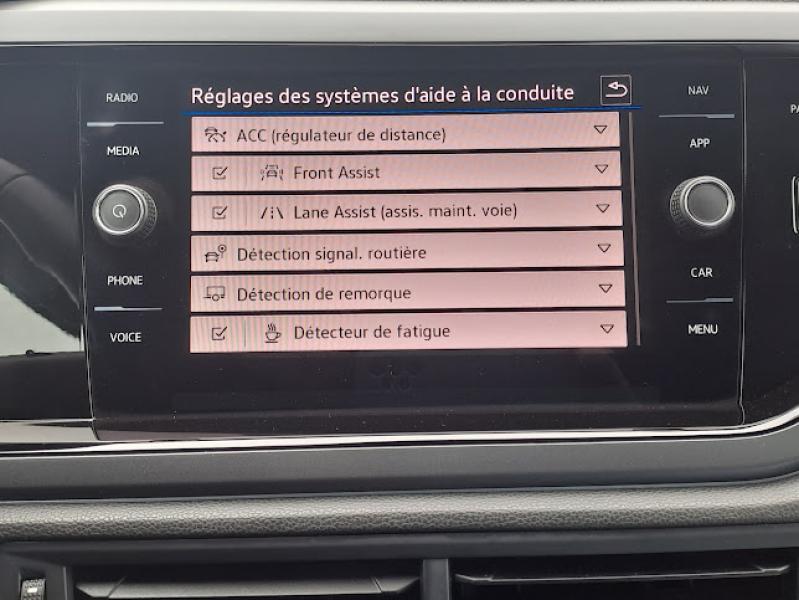 RADIO
MEDIA
PHONE
VOICE
Réglages des systèmes d'aide à la conduite
ACC (régulateur de distance)
Front Assist
Lane Assist (assis. maint. voie)
Détection signal. routière
Détection de remorque
Détecteur de fatigue
NAV
APP
CAR
MENU